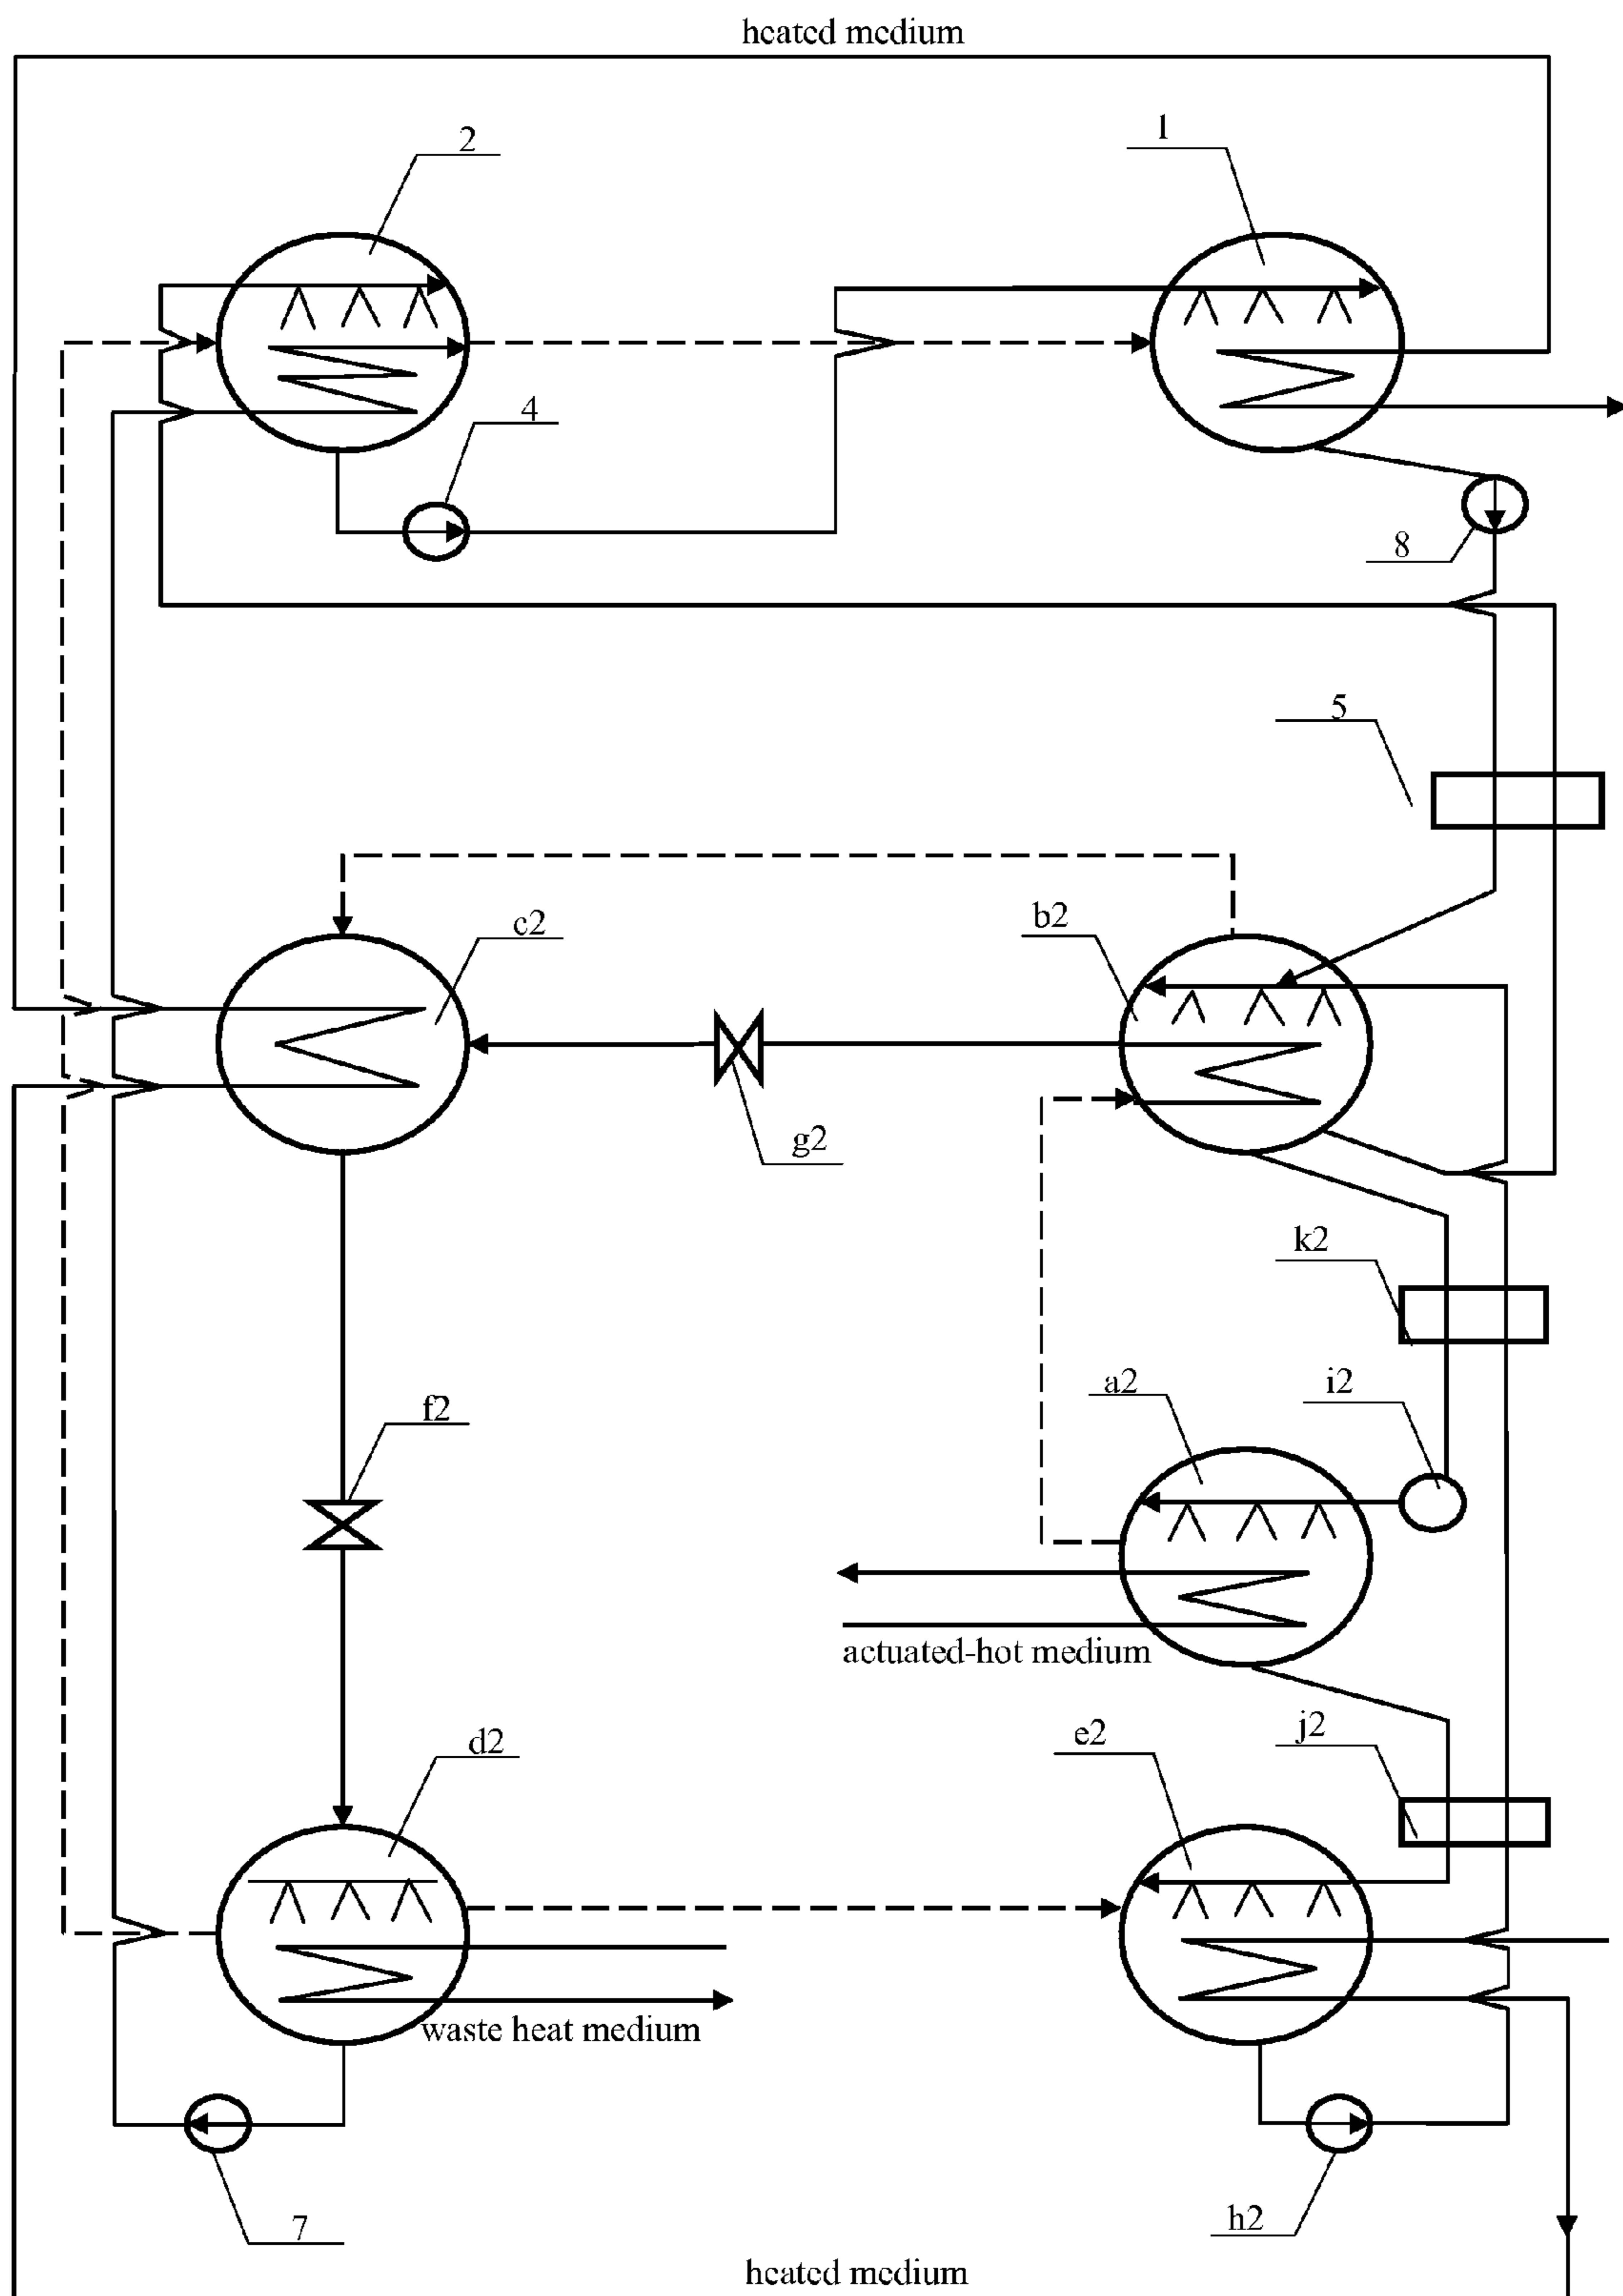 heated medium
2
1
4
8
5
c2
b2
g2
k2
a2
i2
f2
actuated-hot medium
d2
e2
j2
waste heat medium
7
h2
heated medium